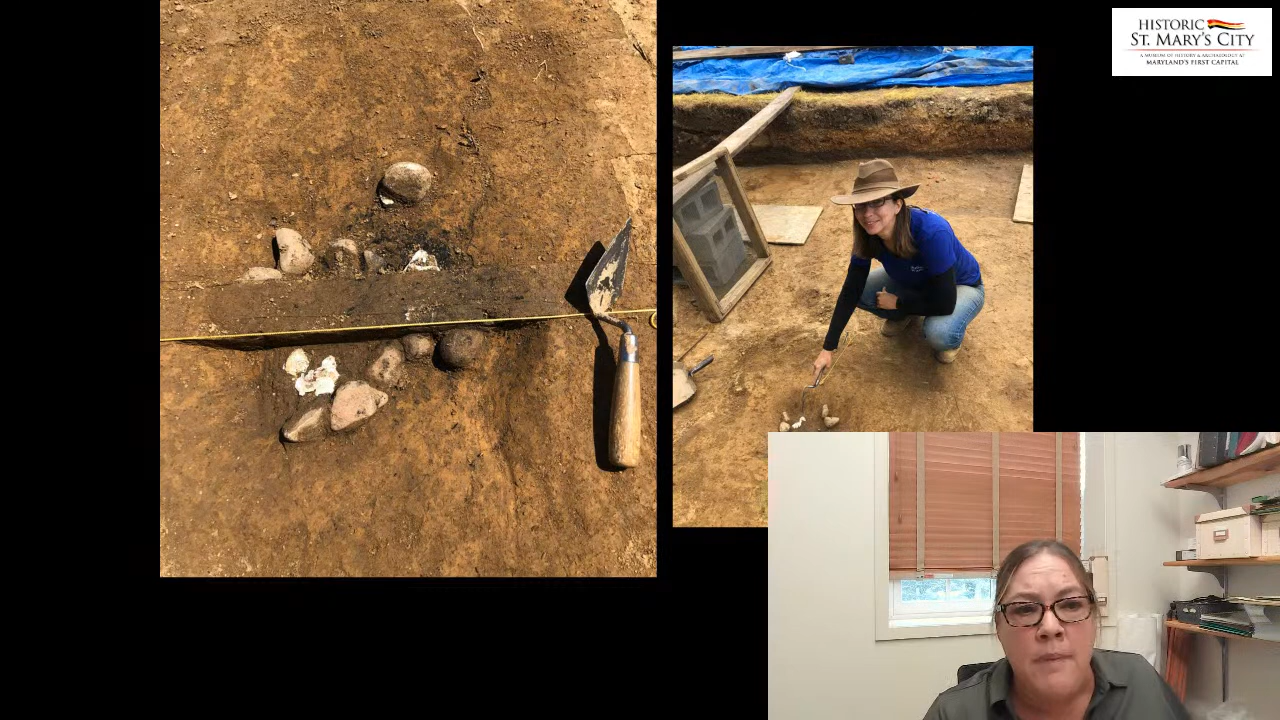 HISTORIC
ST. MARY'S CITY
A MUSEUM OF HISTORY & ARCHAEOLOGY AT
MARYLAND'S FIRST CAPITAL